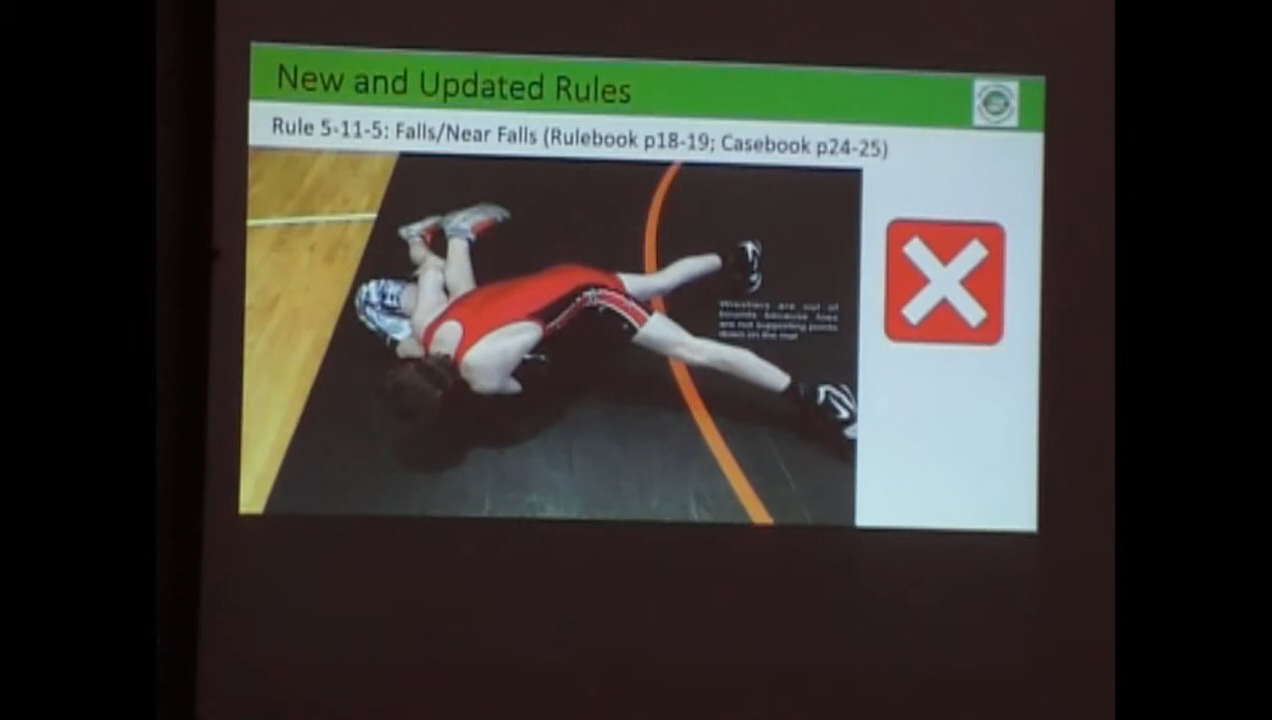 New and Updated Rules
Rule 5-11-5: Falls/Near Falls (Rulebook p18-19; Casebook p24-25)
Wrestlers are out of
bounds because toes
are not supporting points
down on the mat